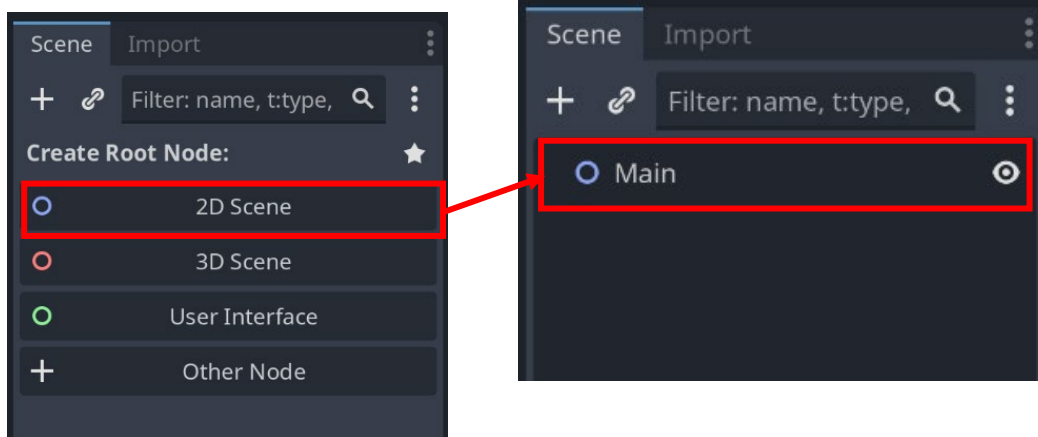 Scene Import
Filter: name, t:type,
Create Root Node:
2D Scene
3D Scene
User Interface
Other Node
Scene Import
Filter: name, t:type,
Main